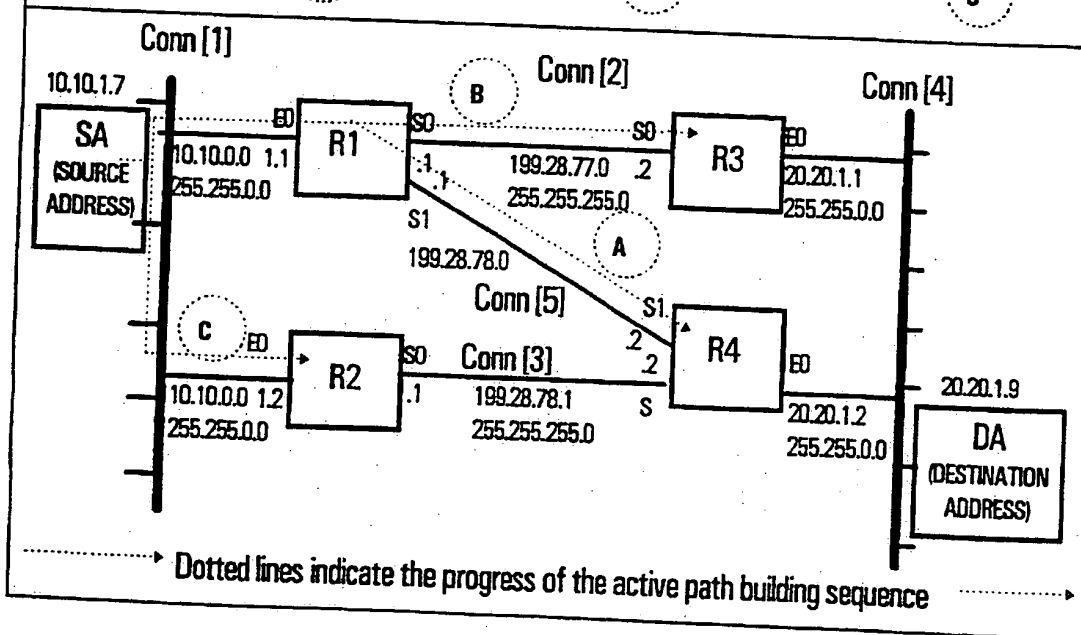 Conn [1]
10.10.1.7
SA
(SOURCE
ADDRESS)
E0
10.10.0.0 1.1
255.255.0.0
R1
S0
.1
.1
S1
199.28.78.0
B
Conn [2]
S0
199.28.77.0 .2
255.255.255.0
R3
E0
20.20.1.1
255.255.0.0
Conn [4]
A
Conn [5]
S1
.2
.2
S
R4
E0
20.20.1.2
255.255.0.0
C
E0
10.10.0.0 1.2
255.255.0.0
R2
S0
.1
Conn [3]
199.28.78.1
255.255.255.0
20.20.1.9
DA
(DESTINATION
ADDRESS)
Dotted lines indicate the progress of the active path building sequence